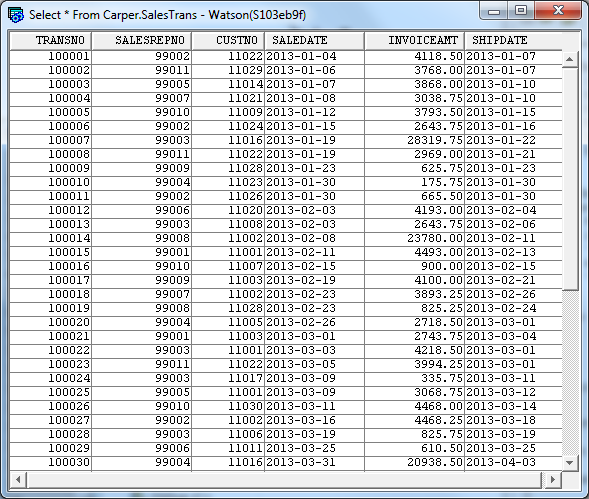 Select * From Carper.SalesTrans - Watson(S103eb9f)
TRANSNO SALESREPNO CUSTNO SALEDATE INVOICEAMT SHIPDATE
100001 99002 11022 2013-01-04 4118.50 2013-01-07
100002 99011 11029 2013-01-06 3768.00 2013-01-07
100003 99005 11014 2013-01-07 3868.00 2013-01-10
100004 99007 11021 2013-01-08 3038.75 2013-01-10
100005 99010 11009 2013-01-12 3793.50 2013-01-15
100006 99002 11024 2013-01-15 2643.75 2013-01-16
100007 99003 11016 2013-01-19 28319.75 2013-01-22
100008 99011 11022 2013-01-19 2969.00 2013-01-21
100009 99009 11028 2013-01-23 625.75 2013-01-23
100010 99004 11023 2013-01-30 175.75 2013-01-30
100011 99002 11026 2013-01-30 665.50 2013-01-30
100012 99006 11020 2013-02-03 4193.00 2013-02-04
100013 99003 11008 2013-02-03 2643.75 2013-02-06
100014 99008 11002 2013-02-08 23780.00 2013-02-11
100015 99001 11001 2013-02-11 4493.00 2013-02-13
100016 99010 11007 2013-02-15 900.00 2013-02-15
100017 99003 11009 2013-02-19 4100.00 2013-02-21
100018 99007 11002 2013-02-23 3893.25 2013-02-26
100019 99008 11028 2013-02-23 825.25 2013-02-24
100020 99004 11005 2013-02-26 2718.50 2013-03-01
100021 99001 11003 2013-03-01 2743.75 2013-03-04
100022 99003 11001 2013-03-03 4218.50 2013-03-01
100023 99011 11022 2013-03-05 3994.25 2013-03-01
100024 99003 11017 2013-03-09 335.75 2013-03-11
100025 99005 11001 2013-03-09 3068.75 2013-03-12
100026 99010 11030 2013-03-11 4468.00 2013-03-14
100027 99002 11002 2013-03-16 4468.25 2013-03-18
100028 99003 11006 2013-03-19 825.75 2013-03-19
100029 99006 11011 2013-03-25 610.50 2013-03-25
100030 99004 11016 2013-03-31 20938.50 2013-04-03